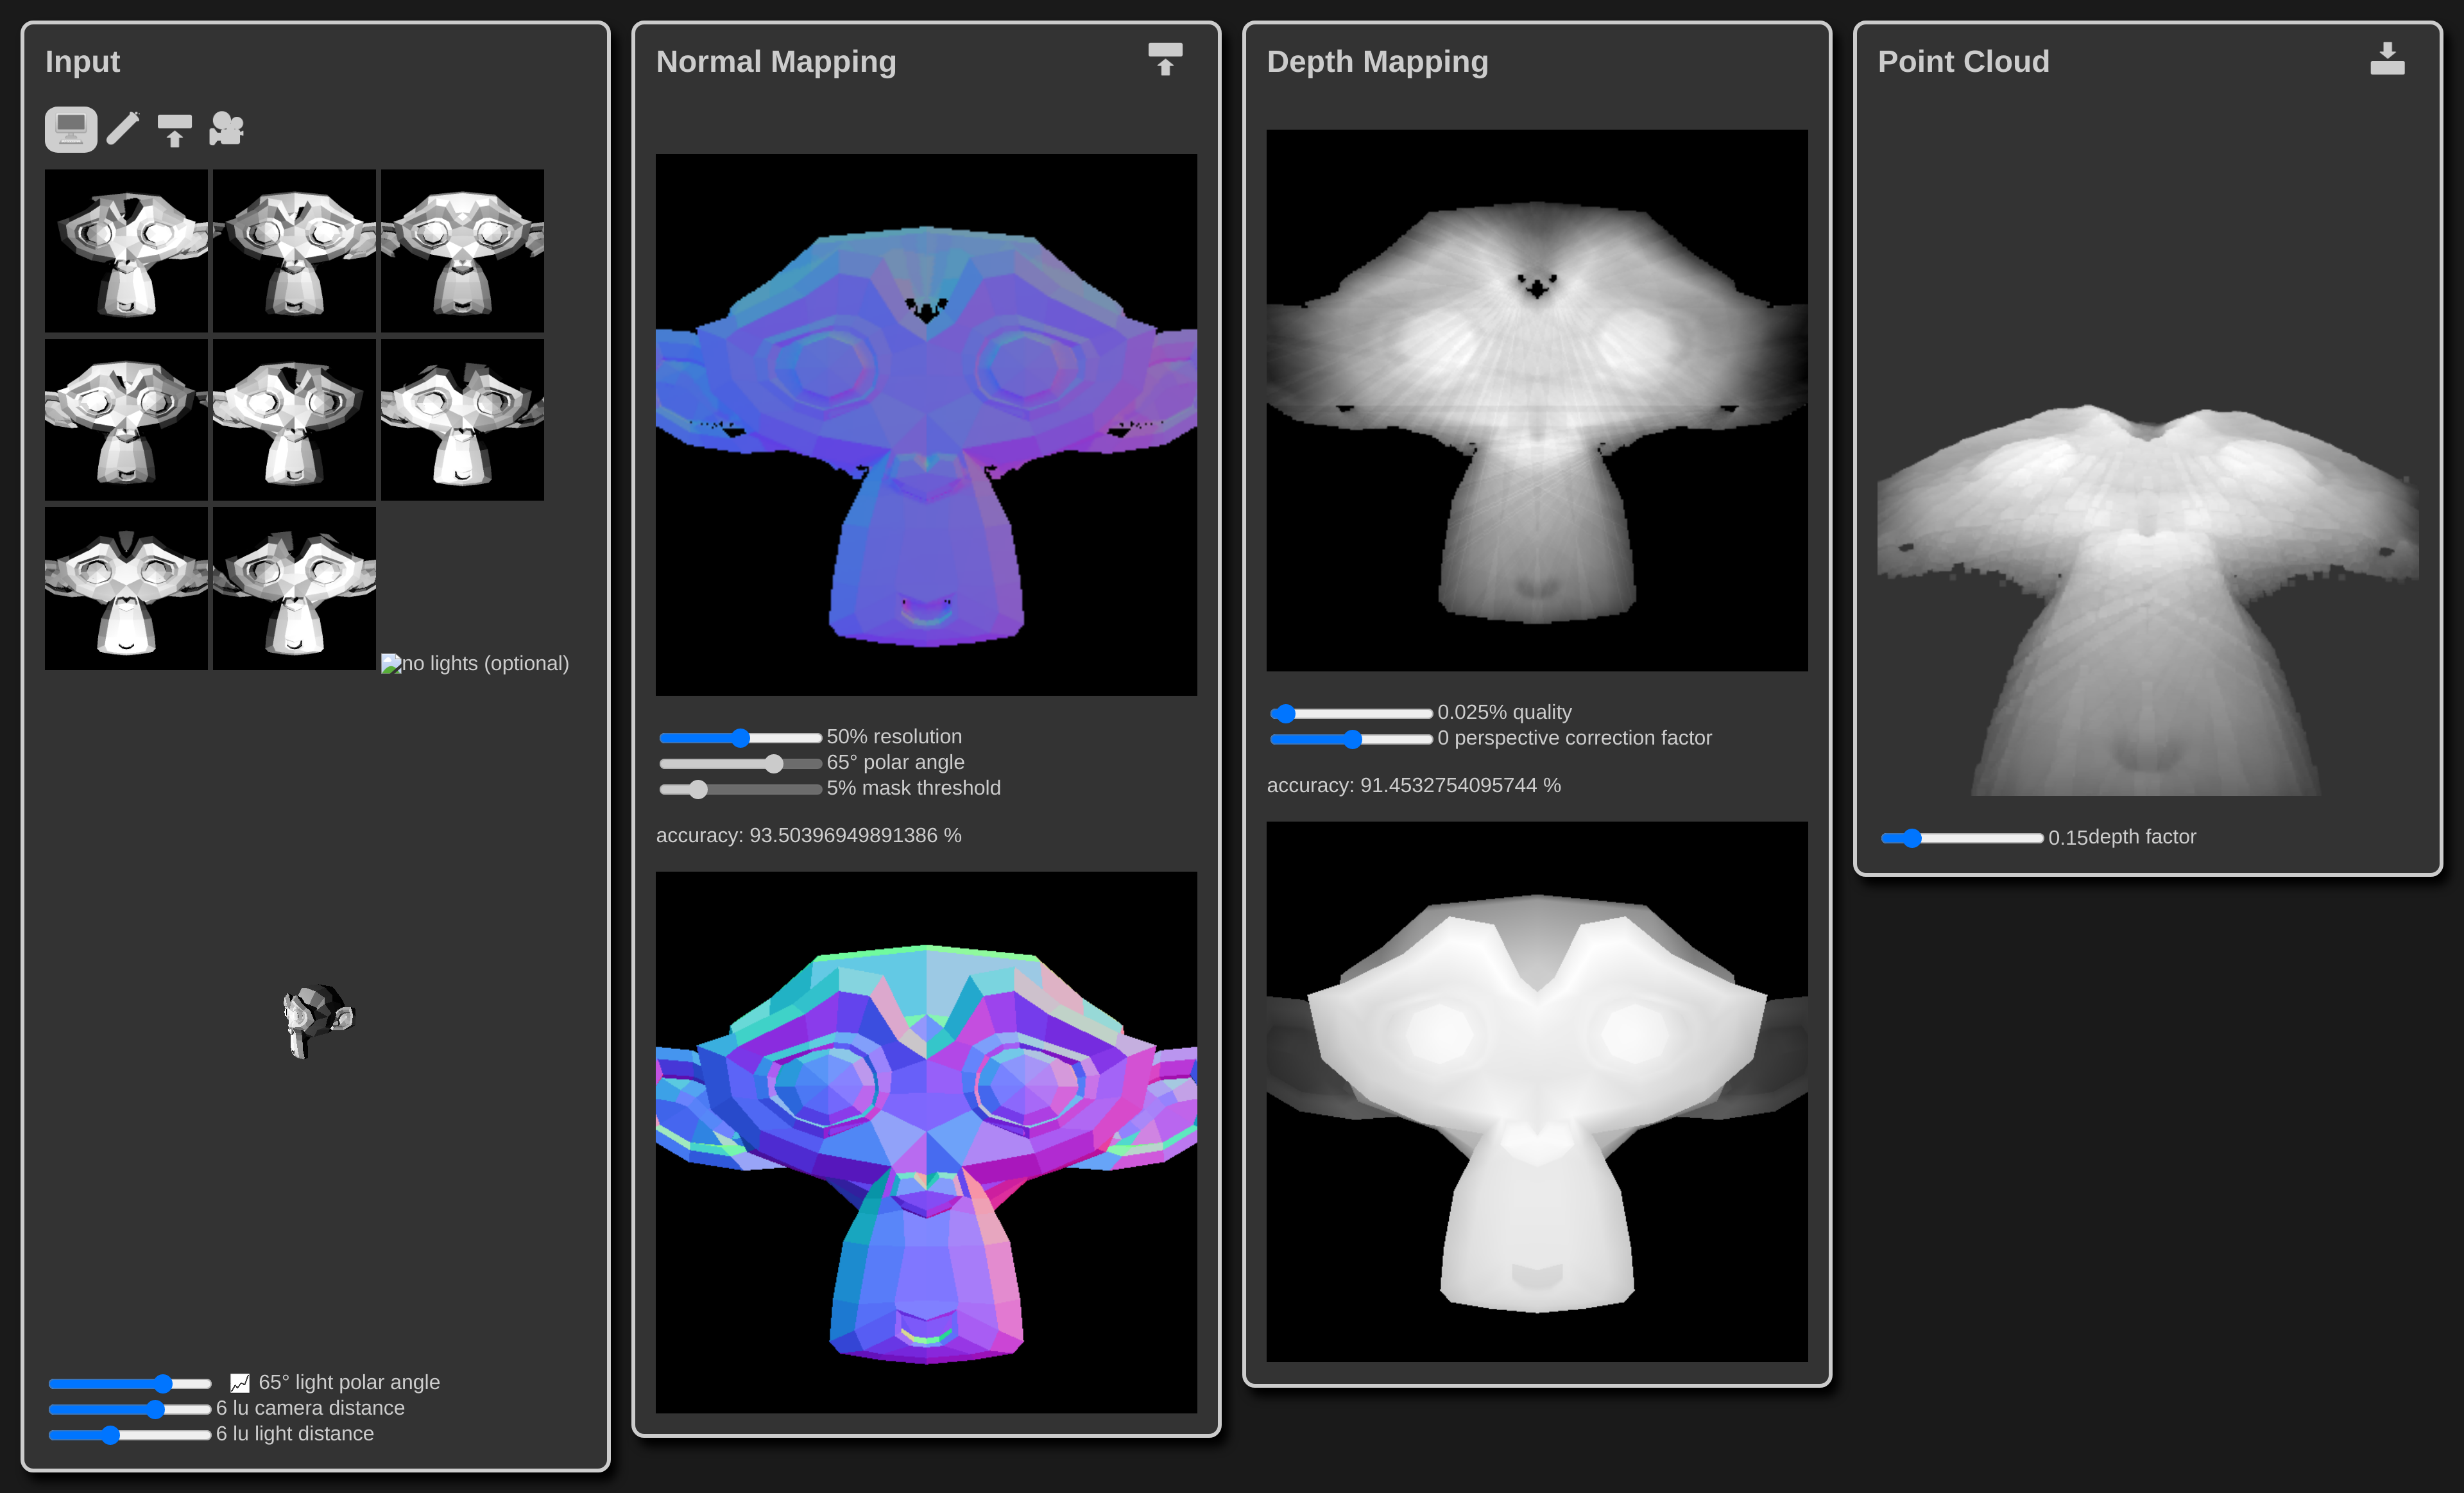 Input
no lights (optional)
65° light polar angle
6 lu camera distance
6 lu light distance
Normal Mapping
50% resolution
65° polar angle
5% mask threshold
accuracy: 93.50396949891386 %
Depth Mapping
0.025% quality
0 perspective correction factor
accuracy: 91.4532754095744 %
Point Cloud
0.15depth factor